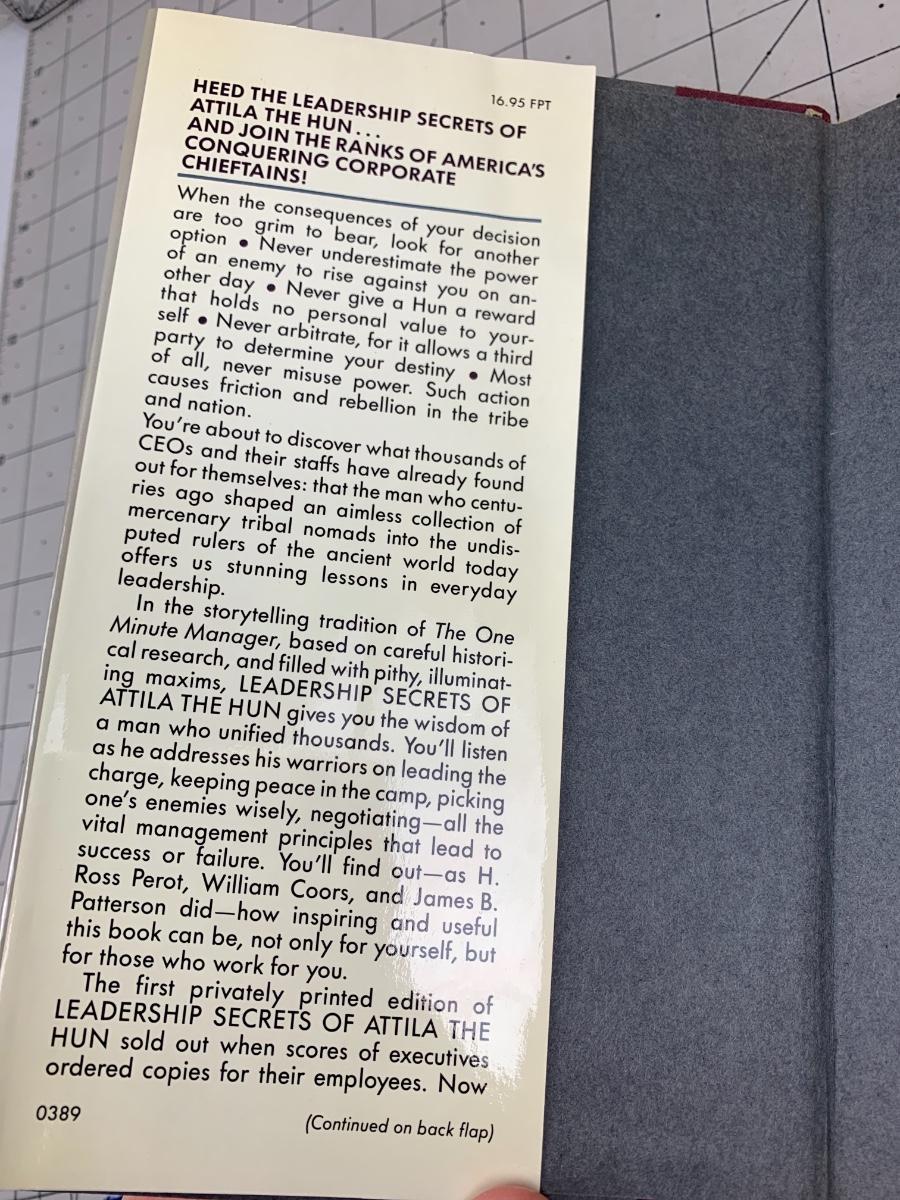 16.95 FPT
HEED THE LEADERSHIP SECRETS OF
ATTILA THE HUN...
AND JOIN THE RANKS OF AMERICA'S
CONQUERING CORPORATE
CHIEFTAINS!
When the consequences of your decision
are too grim to bear, look for another
option • Never underestimate the power
of an enemy to rise against you on an-
other day • Never give a Hun a reward
that holds no personal value to your-
self • Never arbitrate, for it allows a third
party to determine your destiny • Most
of all, never misuse power. Such action
causes friction and rebellion in the tribe
and nation.
You're about to discover what thousands of
CEOs and their staffs have already found
out for themselves: that the man who centu-
ries ago shaped an aimless collection of
mercenary tribal nomads into the undis-
puted rulers of the ancient world today
offers us stunning lessons in everyday
leadership.
In the storytelling tradition of The One
Minute Manager, based on careful histori-
cal research, and filled with pithy, illuminat-
ing maxims, LEADERSHIP SECRETS OF
ATTILA THE HUN gives you the wisdom of
a man who unified thousands. You'll listen
as he addresses his warriors on leading the
charge, keeping peace in the camp, picking
one's enemies wisely, negotiating—all the
vital management principles that lead to
success or failure. You'll find out—as H.
Ross Perot, William Coors, and James B.
Patterson did—how inspiring and useful
this book can be, not only for yourself, but
for those who work for you.
The first privately printed edition of
LEADERSHIP SECRETS OF ATTILA THE
HUN sold out when scores of executives
ordered copies for their employees. Now
0389
(Continued on back flap)